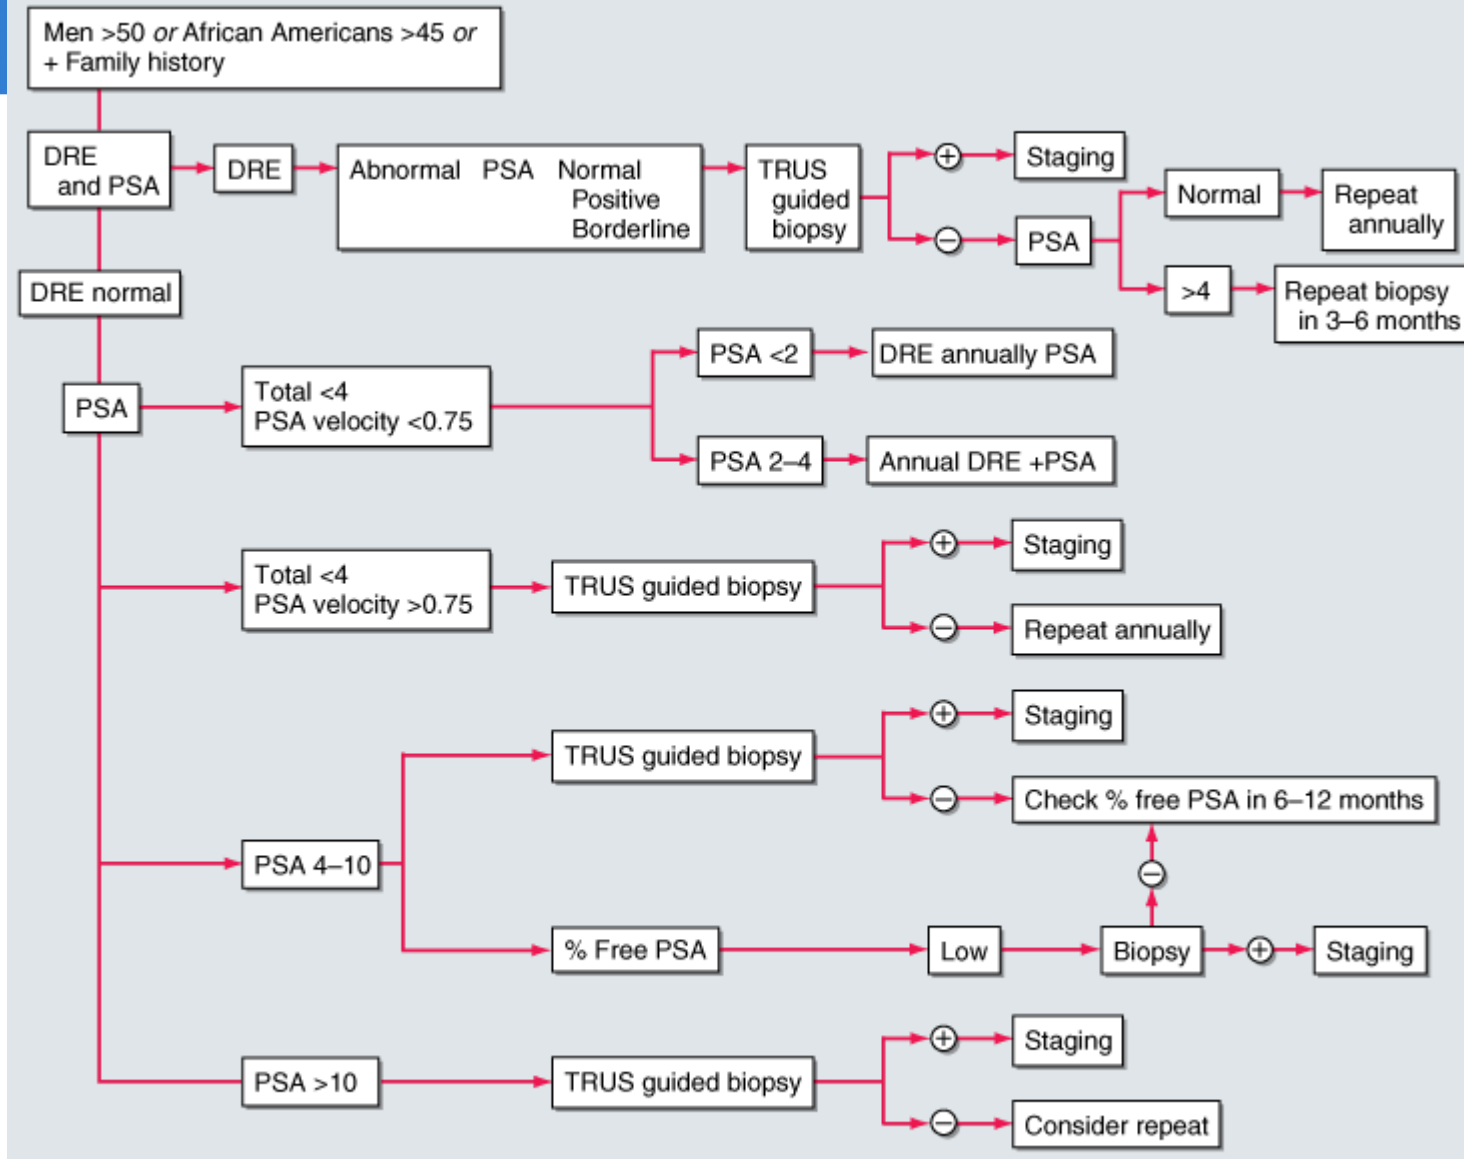 Men >50 or African Americans >45 or
+ Family history
DRE
and PSA
DRE
Abnormal PSA Normal
Positive
Borderline
TRUS
guided
biopsy
+
Staging
−
PSA
Normal
Repeat
annually
>4
Repeat biopsy
in 3–6 months
DRE normal
PSA
Total <4
PSA velocity <0.75
PSA <2
DRE annually PSA
PSA 2–4
Annual DRE +PSA
Total <4
PSA velocity >0.75
TRUS guided biopsy
+
Staging
−
Repeat annually
PSA 4–10
TRUS guided biopsy
+
Staging
−
Check % free PSA in 6–12 months
% Free PSA
Low
Biopsy
−
+
Staging
PSA >10
TRUS guided biopsy
+
Staging
−
Consider repeat